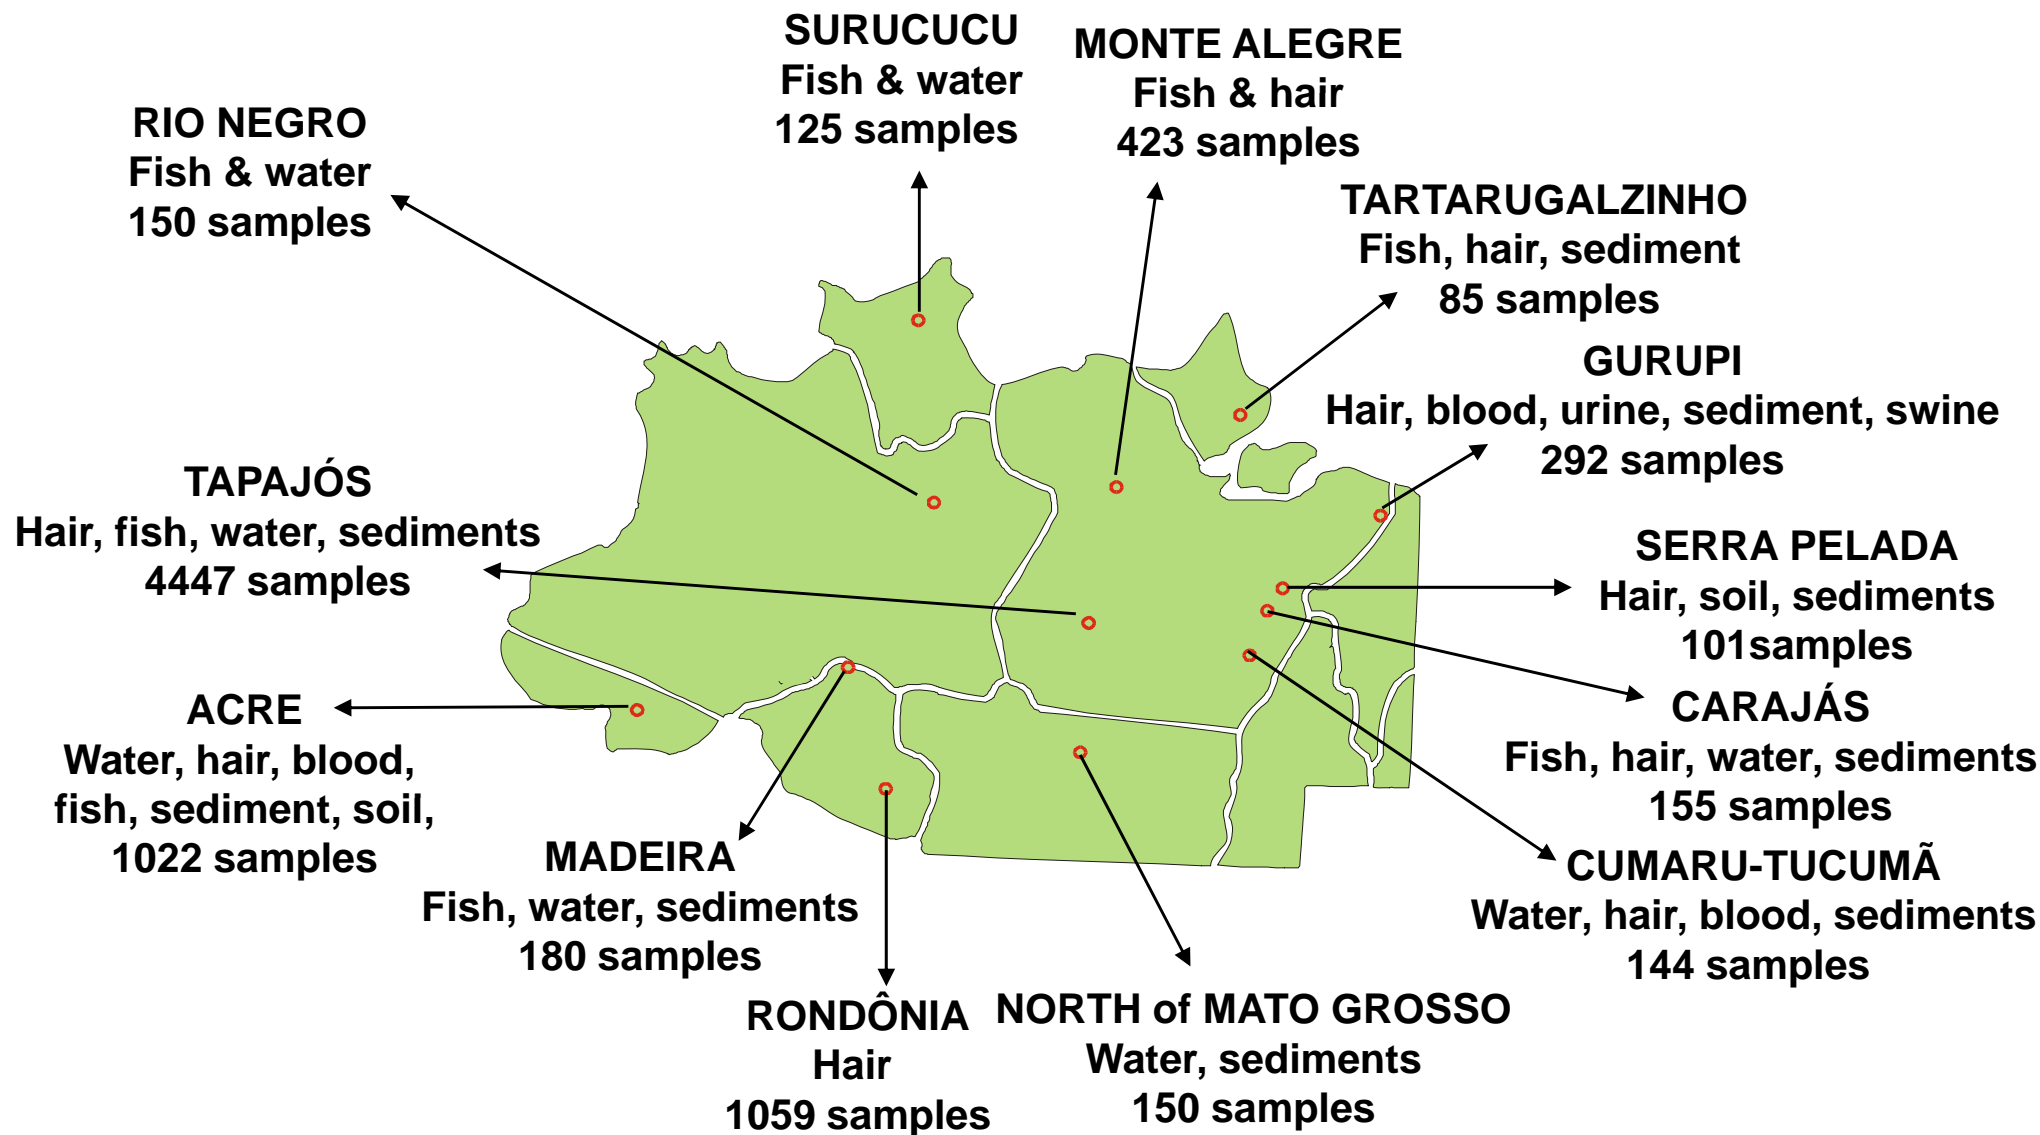 SURUCUCU
Fish & water
125 samples
MONTE ALEGRE
Fish & hair
423 samples
RIO NEGRO
Fish & water
150 samples
TARTARUGALZINHO
Fish, hair, sediment
85 samples
GURUPI
Hair, blood, urine, sediment, swine
292 samples
TAPAJÓS
Hair, fish, water, sediments
4447 samples
SERRA PELADA
Hair, soil, sediments
101samples
ACRE
Water, hair, blood,
fish, sediment, soil,
1022 samples
CARAJÁS
Fish, hair, water, sediments
155 samples
MADEIRA
Fish, water, sediments
180 samples
CUMARU-TUCUMÃ
Water, hair, blood, sediments
144 samples
RONDÔNIA
Hair
1059 samples
NORTH of MATO GROSSO
Water, sediments
150 samples